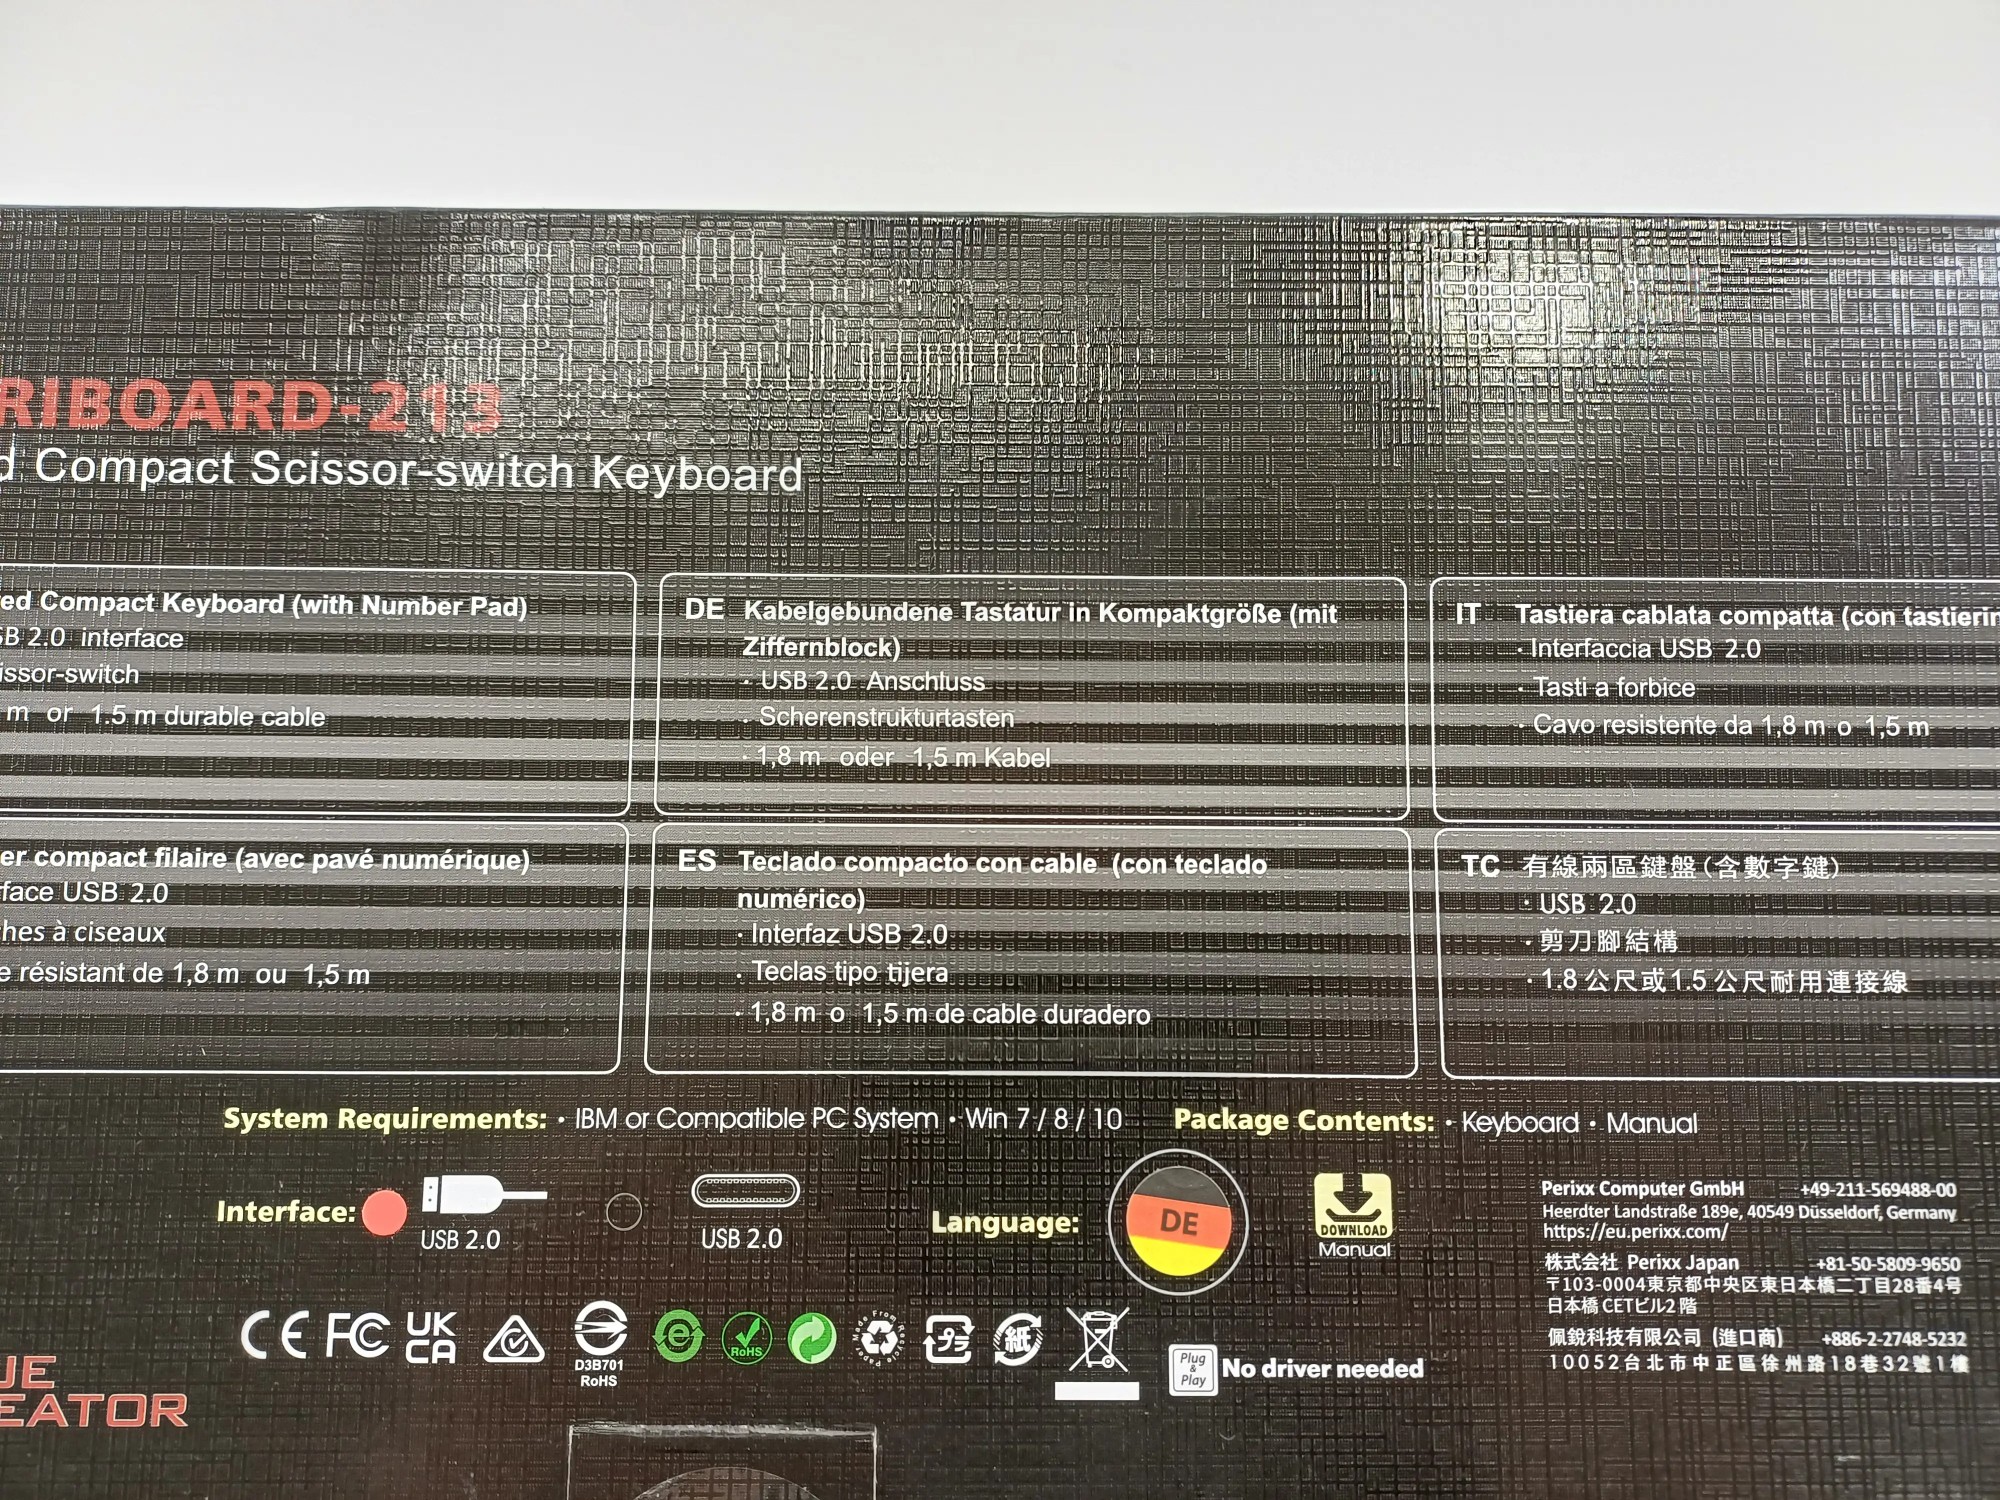 RIBOARD-213
d Compact Scissor-switch Keyboard
ed Compact Keyboard (with Number Pad)
SB 2.0 interface
issor-switch
m or 1.5 m durable cable
DE Kabelgebundene Tastatur in Kompaktgröße (mit
Ziffernblock)
· USB 2.0 Anschluss
· Scherenstrukturtasten
· 1,8 m oder 1,5 m Kabel
IT Tastiera cablata compatta (con tastierin
· Interfaccia USB 2.0
· Tasti a forbice
· Cavo resistente da 1,8 m o 1,5 m
er compact filaire (avec pavé numérique)
face USB 2.0
hes à ciseaux
e résistant de 1,8 m ou 1,5 m
ES Teclado compacto con cable (con teclado
numérico)
· Interfaz USB 2.0
· Teclas tipo tijera
· 1,8 m o 1,5 m de cable duradero
TC 有線兩區鍵盤(含數字鍵)
· USB 2.0
· 剪刀腳結構
· 1.8公尺或1.5公尺耐用連接線
System Requirements: · IBM or Compatible PC System · Win 7 / 8 / 10 Package Contents: · Keyboard · Manual
Interface:
USB 2.0
USB 2.0
Language:
DE
DOWNLOAD
Manual
Perixx Computer GmbH +49-211-569488-00
Heerdter Landstraße 189e, 40549 Düsseldorf, Germany
https://eu.perixx.com/
株式会社 Perixx Japan +81-50-5809-9650
〒103-0004東京都中央区東日本橋二丁目28番4号
日本橋CETビル2階
佩銳科技有限公司 (進口商) +886-2-2748-5232
10052台北市中正區徐州路18巷32號1樓
CE FC UK
CA
D3B701
RoHS
e
RoHS
Made From Recycle Paper
プラ
紙
Plug
&
Play
No driver needed
UE
EATOR